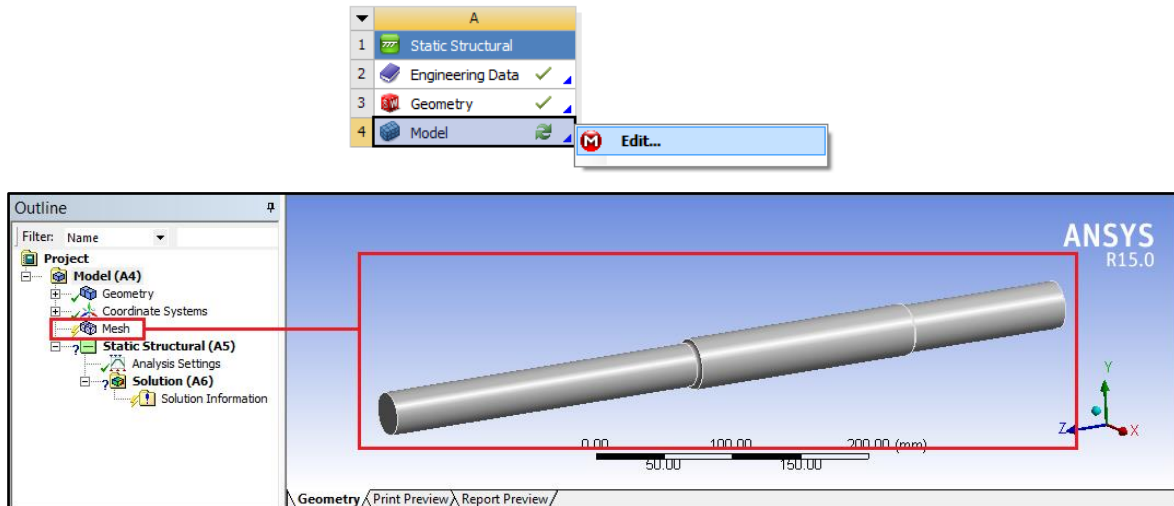 A
1 Static Structural
2 Engineering Data
3 Geometry
4 Model
Edit...
Outline
Filter: Name
Project
Model (A4)
Geometry
Coordinate Systems
Mesh
Static Structural (A5)
Analysis Settings
Solution (A6)
Solution Information
ANSYS
R15.0
Y
Z X
0.00 100.00 200.00 (mm)
50.00 150.00
Geometry Print Preview Report Preview